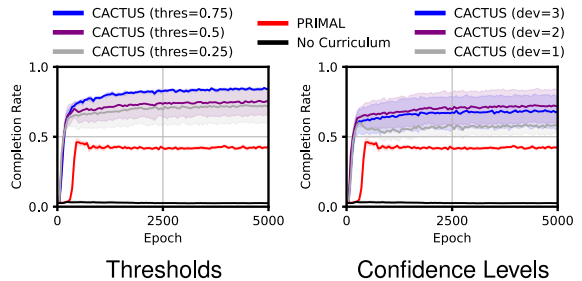 CACTUS (thres=0.75)
CACTUS (thres=0.5)
CACTUS (thres=0.25)
PRIMAL
No Curriculum
CACTUS (dev=3)
CACTUS (dev=2)
CACTUS (dev=1)
1.0
0.5
0.0
Completion Rate
0
2500
5000
Epoch
Thresholds
1.0
0.5
0.0
Completion Rate
0
2500
5000
Epoch
Confidence Levels